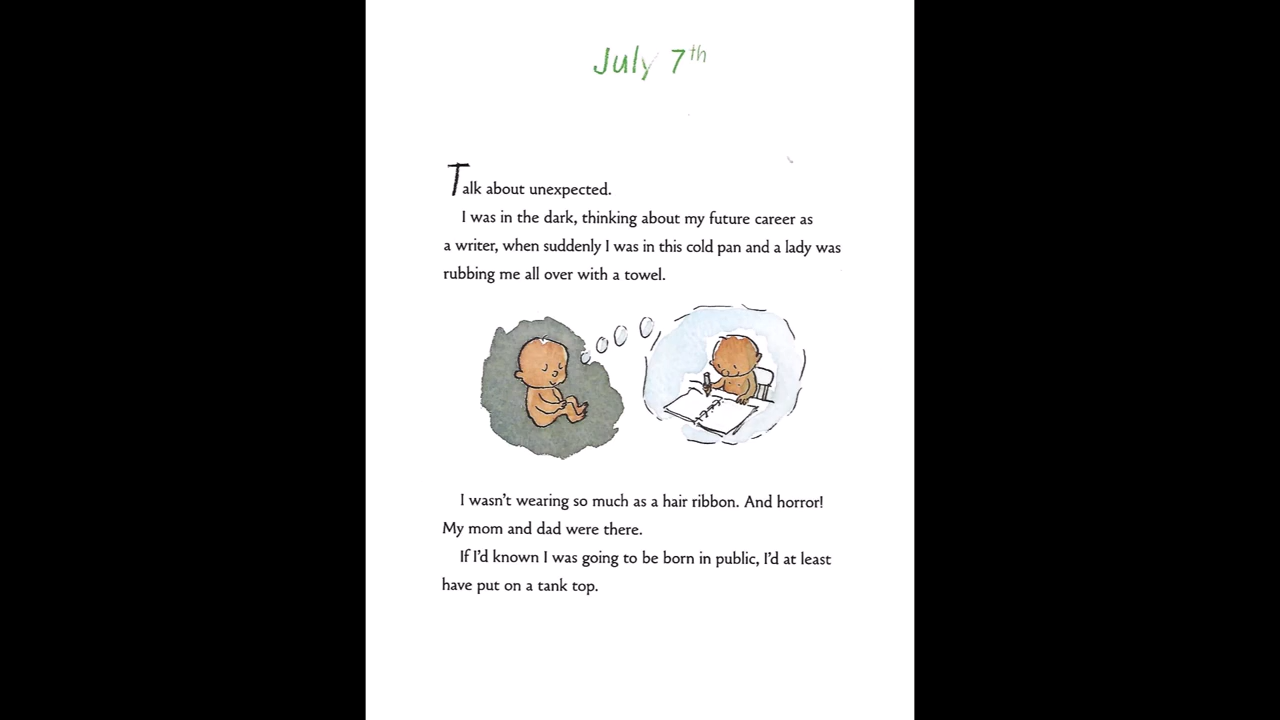 July 7th
Talk about unexpected.
I was in the dark, thinking about my future career as
a writer, when suddenly I was in this cold pan and a lady was
rubbing me all over with a towel.
I wasn't wearing so much as a hair ribbon. And horror!
My mom and dad were there.
If I'd known I was going to be born in public, I'd at least
have put on a tank top.